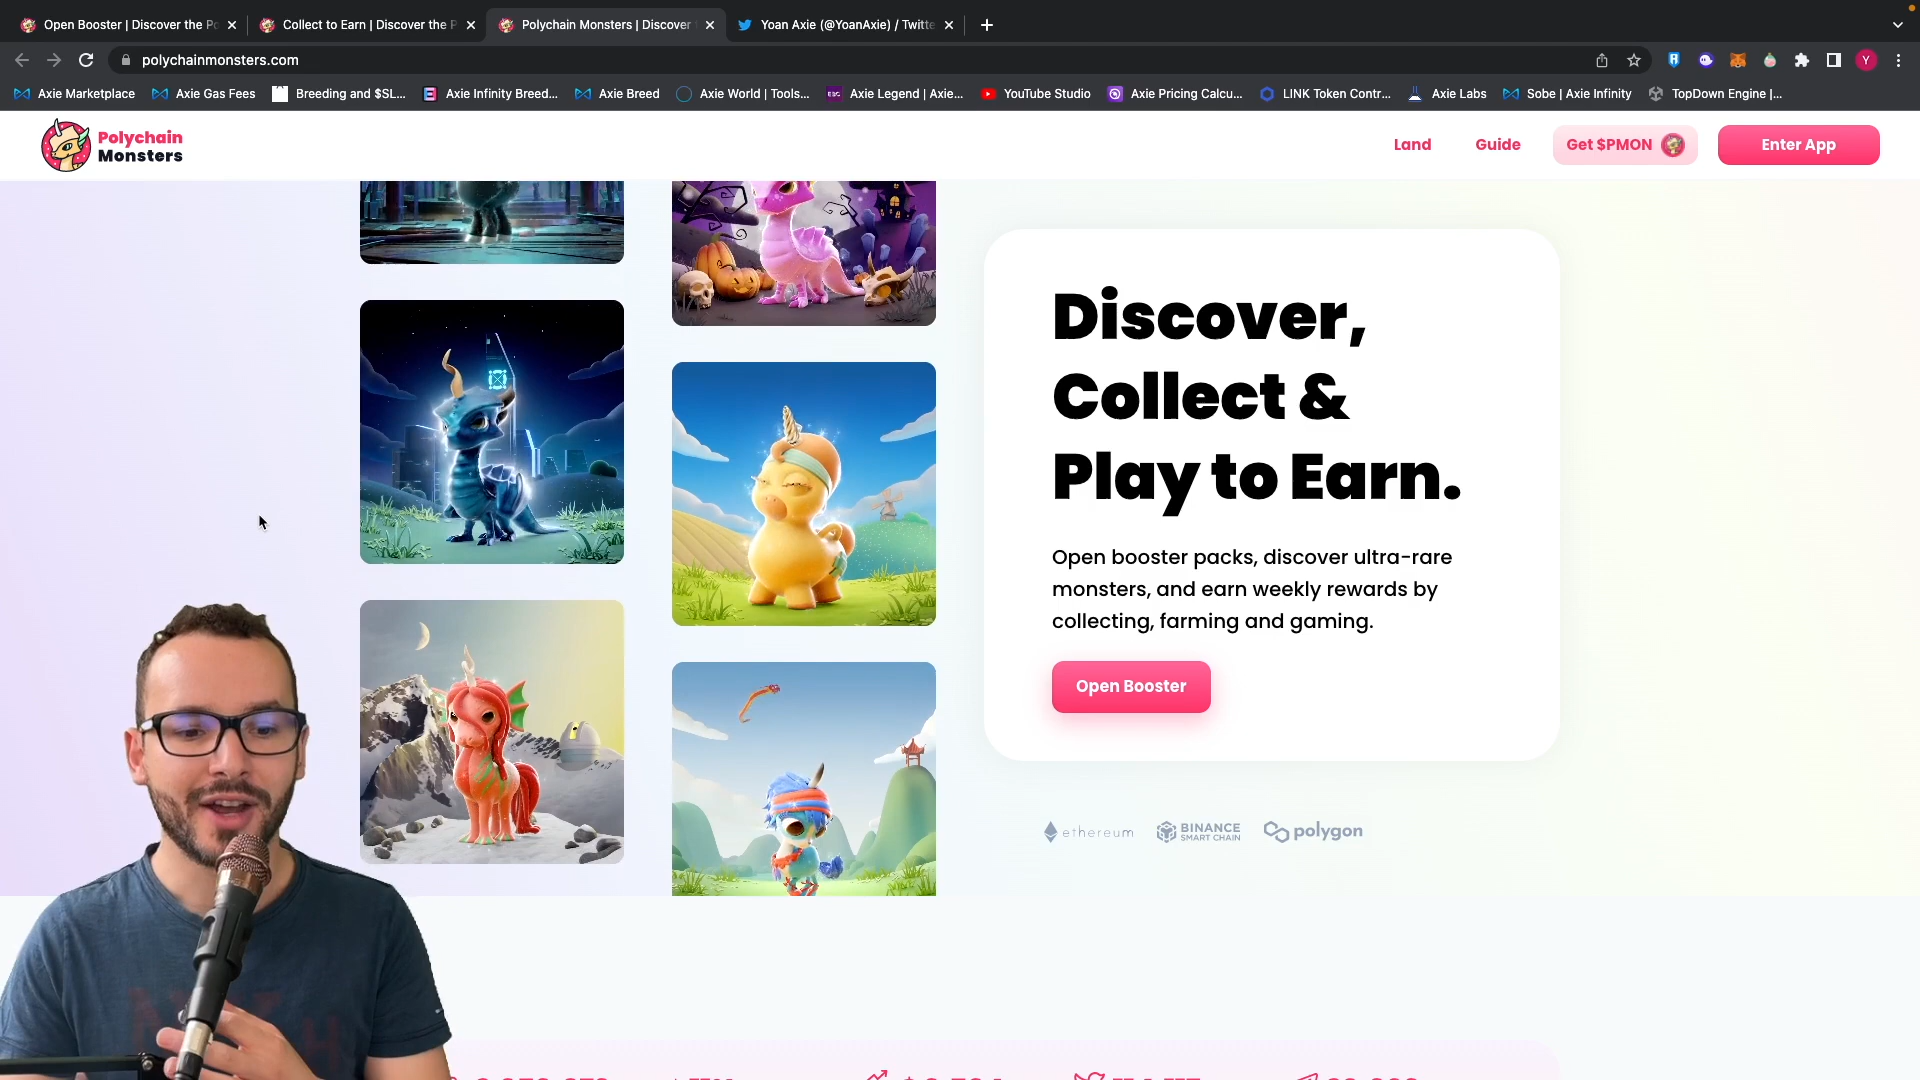 Open Booster | Discover the Po
Collect to Earn | Discover the P
Polychain Monsters | Discover
Yoan Axie (@YoanAxie) / Twitte
polychainmonsters.com
Y
Axie Marketplace
Axie Gas Fees
Breeding and $SL...
Axie Infinity Breed...
Axie Breed
Axie World | Tools...
Axie Legend | Axie...
YouTube Studio
Axie Pricing Calcu...
LINK Token Contr...
Axie Labs
Sobe | Axie Infinity
TopDown Engine |...
Polychain
Monsters
Land
Guide
Get $PMON
Enter App
Discover,
Collect &
Play to Earn.
Open booster packs, discover ultra-rare
monsters, and earn weekly rewards by
collecting, farming and gaming.
Open Booster
ethereum
BINANCE
SMART CHAIN
polygon